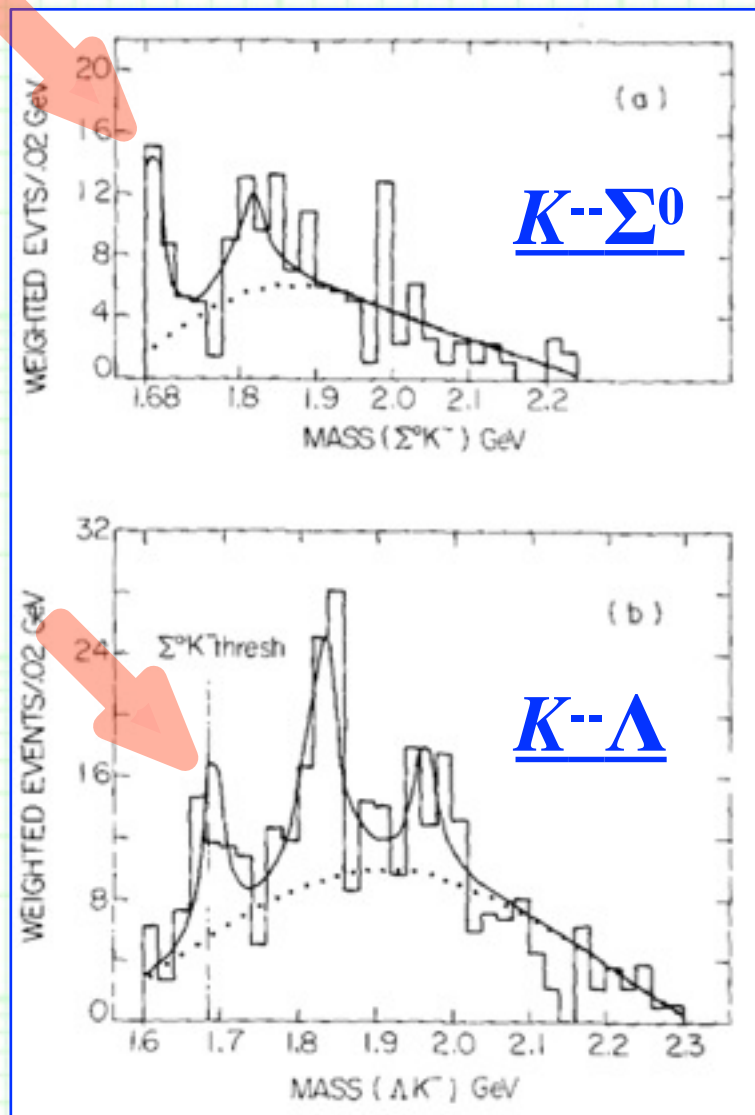 (a)
K--Σ⁰
WEIGHTED EVTS/.02 GeV
20
16
12
8
4
0
1.68 1.8 1.9 2.0 2.1 2.2
MASS (Σ⁰K⁻) GeV
(b)
Σ⁰K⁻ thresh
K--Λ
WEIGHTED EVENTS/.02 GeV
32
24
16
8
0
1.6 1.7 1.8 1.9 2.0 2.1 2.2 2.3
MASS (ΛK⁻) GeV